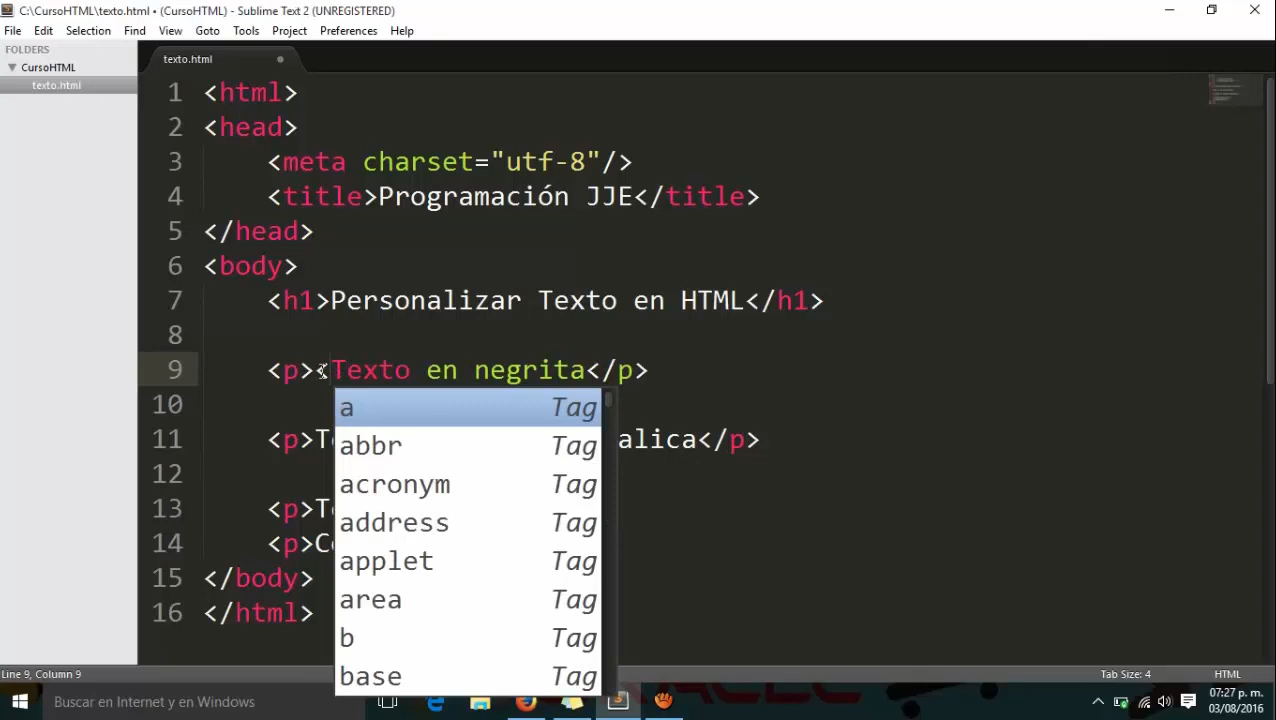 C:\CursoHTML\texto.html • (CursoHTML) - Sublime Text 2 (UNREGISTERED)
File Edit Selection Find View Goto Tools Project Preferences Help
FOLDERS
CursoHTML
texto.html
texto.html
1 <html>
2 <head>
3 <meta charset="utf-8"/>
4 <title>Programación JJE</title>
5 </head>
6 <body>
7 <h1>Personalizar Texto en HTML</h1>
8
9 <p><Texto en negrita</p>
10
11 <p>T alica</p>
12
13 <p>T
14 <p>C
15 </body>
16 </html>
a Tag
abbr Tag
acronym Tag
address Tag
applet Tag
area Tag
b Tag
base Tag
Line 9, Column 9
Tab Size: 4 HTML
Buscar en Internet y en Windows
07:27 p. m.
03/08/2016